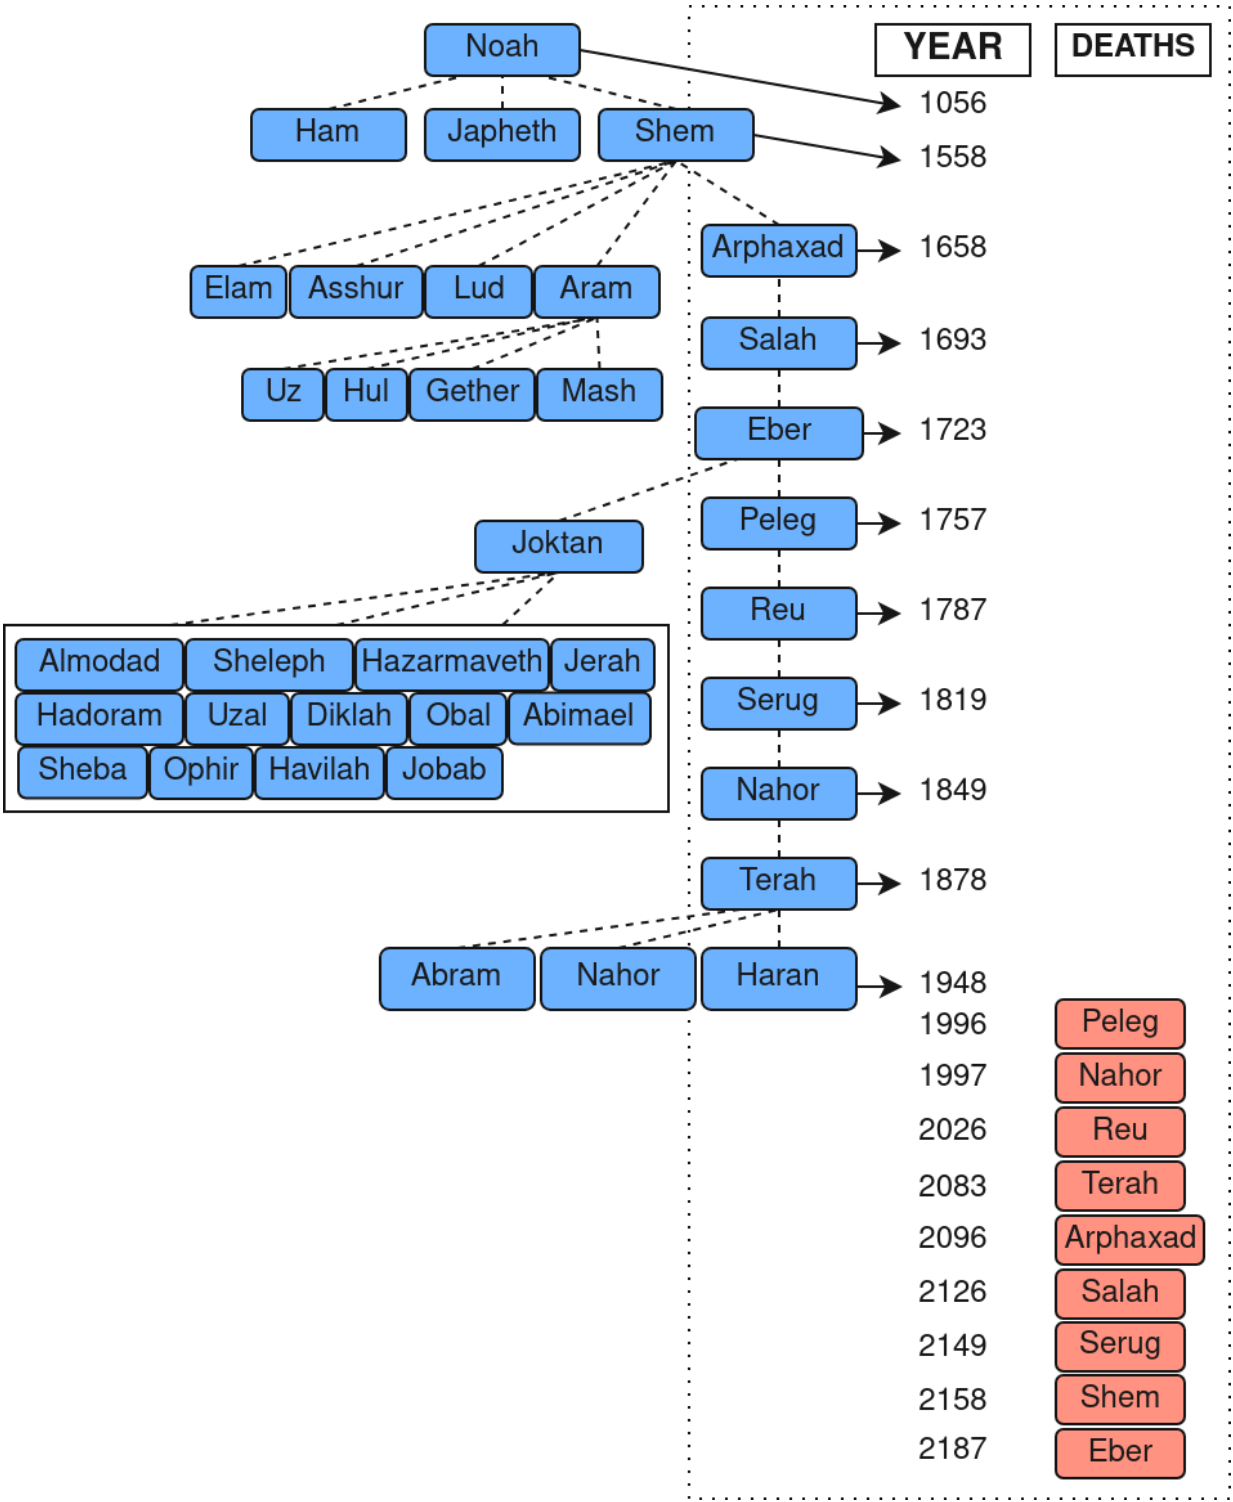 Noah
YEAR
DEATHS
1056
Ham
Japheth
Shem
1558
Arphaxad
1658
Elam
Asshur
Lud
Aram
Salah
1693
Uz
Hul
Gether
Mash
Eber
1723
Peleg
1757
Joktan
Reu
1787
Almodad
Sheleph
Hazarmaveth
Jerah
Hadoram
Uzal
Diklah
Obal
Abimael
Sheba
Ophir
Havilah
Jobab
Serug
1819
Nahor
1849
Terah
1878
Abram
Nahor
Haran
1948
1996
Peleg
1997
Nahor
2026
Reu
2083
Terah
2096
Arphaxad
2126
Salah
2149
Serug
2158
Shem
2187
Eber